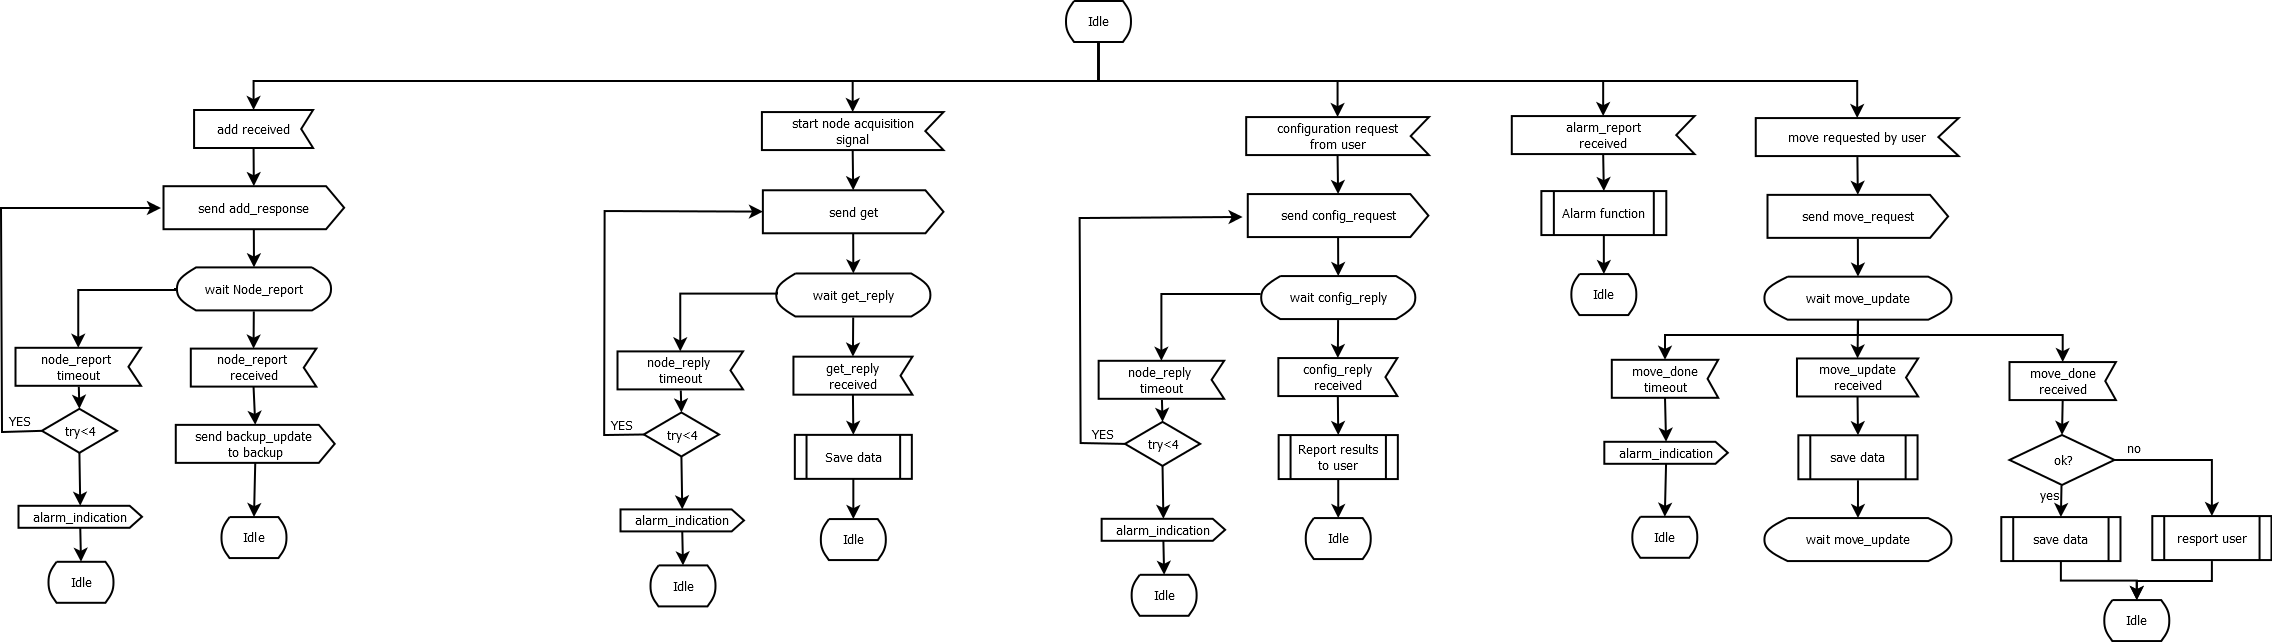 Idle
add received
send add_response
wait Node_report
node_report
timeout
node_report
received
YES
try<4
send backup_update
to backup
alarm_indication
Idle
Idle
start node acquisition
signal
send get
wait get_reply
node_reply
timeout
get_reply
received
YES
try<4
Save data
alarm_indication
Idle
Idle
configuration request
from user
send config_request
wait config_reply
node_reply
timeout
config_reply
received
YES
try<4
Report results
to user
alarm_indication
Idle
Idle
alarm_report
received
Alarm function
Idle
move requested by user
send move_request
wait move_update
move_done
timeout
alarm_indication
Idle
move_update
received
save data
wait move_update
move_done
received
ok?
no
yes
save data
resport user
Idle